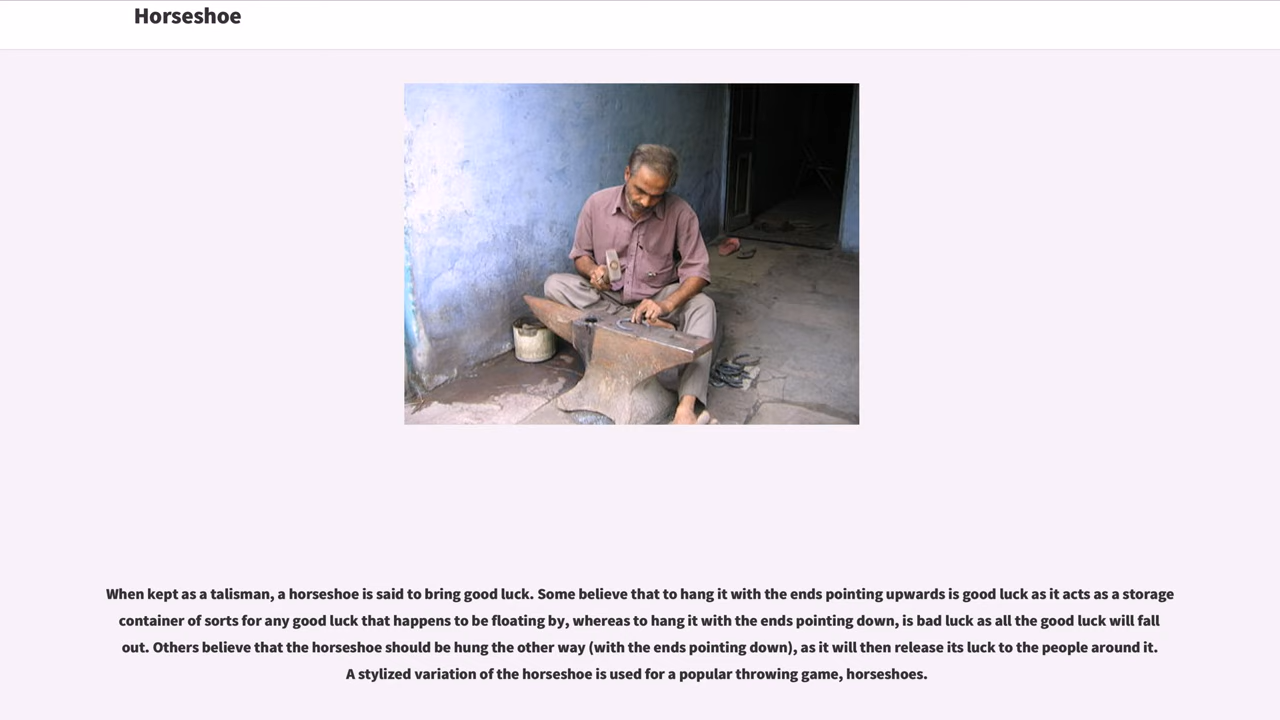 Horseshoe
When kept as a talisman, a horseshoe is said to bring good luck. Some believe that to hang it with the ends pointing upwards is good luck as it acts as a storage
container of sorts for any good luck that happens to be floating by, whereas to hang it with the ends pointing down, is bad luck as all the good luck will fall
out. Others believe that the horseshoe should be hung the other way (with the ends pointing down), as it will then release its luck to the people around it.
A stylized variation of the horseshoe is used for a popular throwing game, horseshoes.